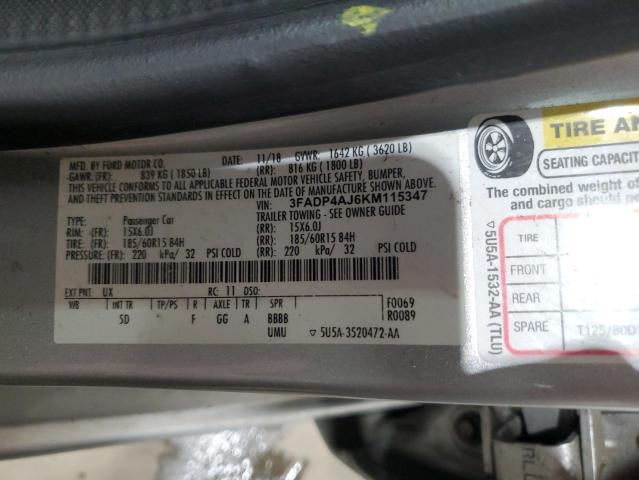 MFD. BY FORD MOTOR CO.
DATE: 11/18 GVWR: 1642 KG ( 3620 LB)
GAWR: (FR): 839 KG ( 1850 LB) (RR): 816 KG ( 1800 LB)
THIS VEHICLE CONFORMS TO ALL APPLICABLE FEDERAL MOTOR VEHICLE SAFETY, BUMPER,
AND THEFT PREVENTION STANDARDS IN EFFECT ON THE DATE OF MANUFACTURE SHOWN ABOVE.
VIN: 3FADP4AJ6KM115347
TYPE: Passenger Car TRAILER TOWING - SEE OWNER GUIDE
RIM: (FR): 15X6.0J (RR): 15X6.0J
TIRE: (FR): 185/60R15 84H (RR): 185/60R15 84H
PRESSURE: (FR): 220 kPa/ 32 PSI COLD (RR): 220 kPa/ 32 PSI COLD
EXT PNT: UX RC: 11 DSO:
WB INT TR TP/PS R AXLE TR SPR F0069
5D F GG A BBBB R0089
UMU ▽ 5U5A-3520472-AA
TIRE AN
SEATING CAPACIT
The combined weight of
and cargo should ne
TIRE
FRONT
REAR
SPARE T125/80D
▽ 5U5A-1532-AA (TLU)